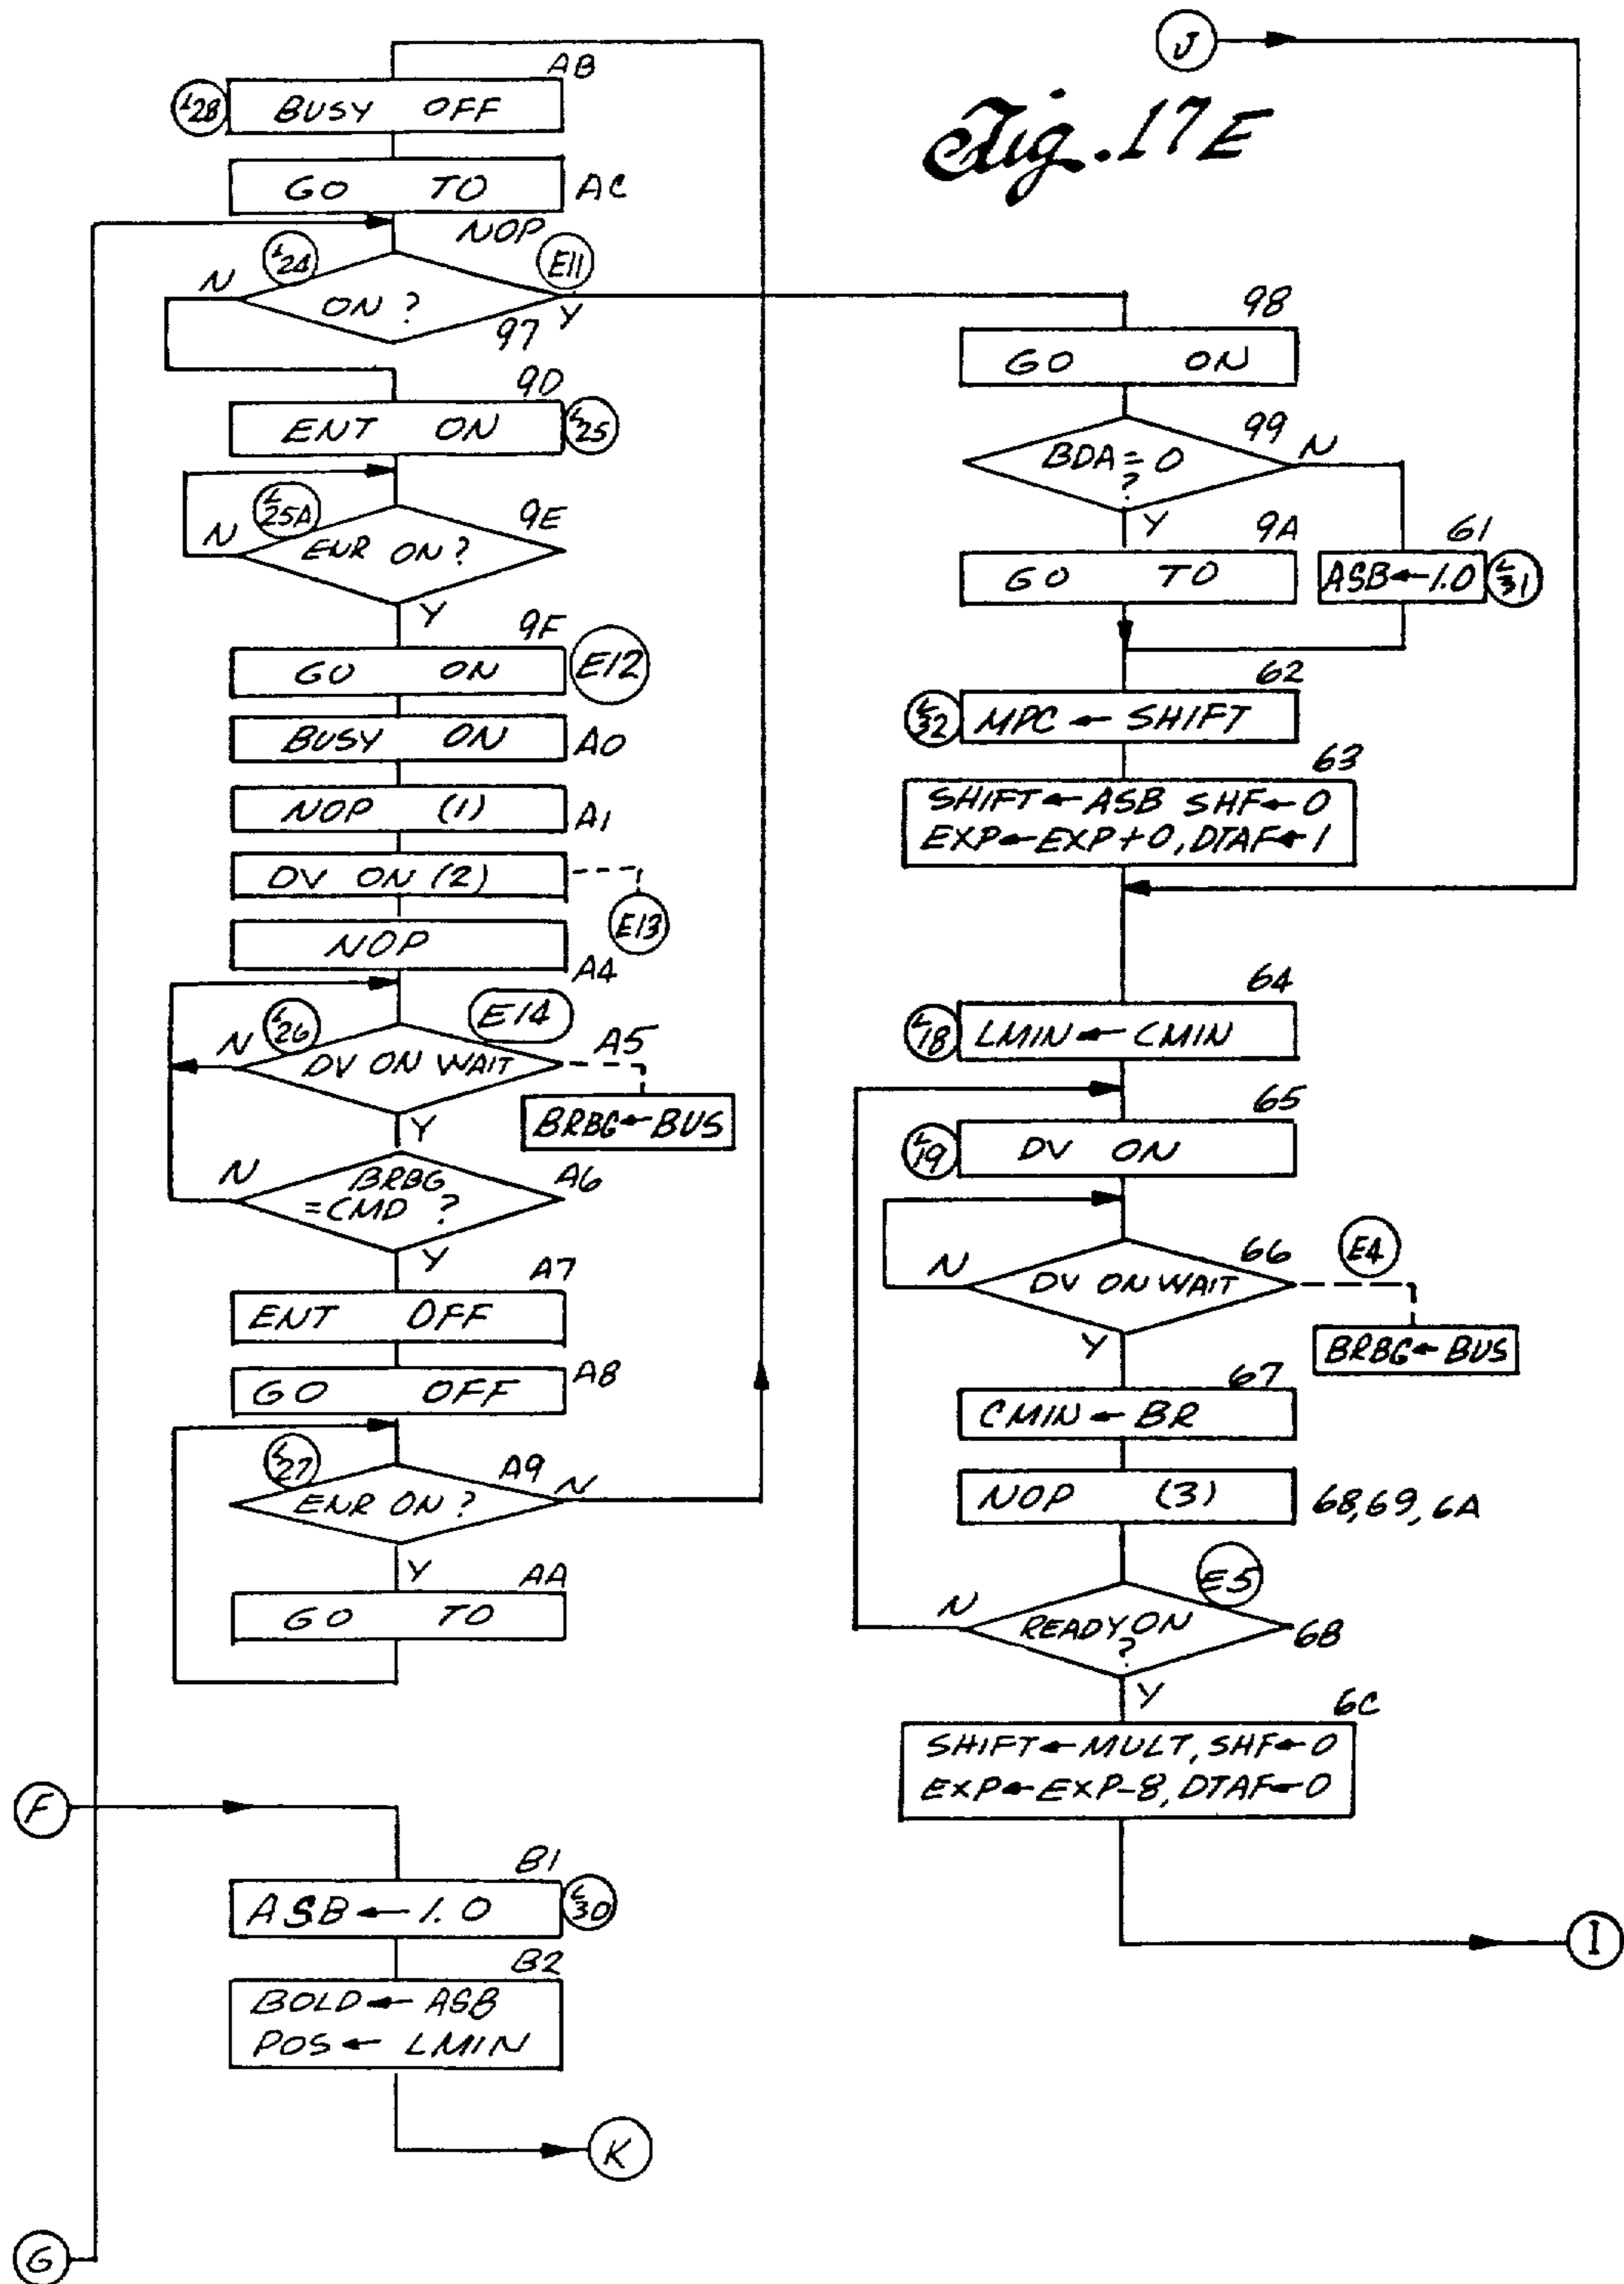 J
Fig. 17E
AB
L28
BUSY OFF
GO TO
AC
NOP
L24
E11
N
ON ?
Y
97
9D
ENT ON
L25
L25A
9E
N
ENR ON ?
Y
9F
GO ON
E12
BUSY ON
A0
NOP (1)
A1
DV ON (2)
E13
NOP
A4
L26
E14
N
DV ON WAIT
A5
BRBG←BUS
Y
N
BRBG
=CMD ?
A6
Y
A7
ENT OFF
GO OFF
A8
L27
A9
N
ENR ON ?
Y
AA
GO TO
F
B1
ASB←1.0
L30
B2
BOLD←ASB
POS←LMIN
K
G
98
GO ON
99
BDA=0
?
N
Y
9A
GO TO
61
ASB←1.0
L31
62
L32
MPC←SHIFT
63
SHIFT←ASB SHF←0
EXP←EXP+0, DTAF←1
64
L18
LMIN←CMIN
65
L19
DV ON
66
E4
N
DV ON WAIT
BRBG←BUS
Y
67
CMIN←BR
NOP (3)
68, 69, 6A
E5
N
READY ON
?
6B
Y
6C
SHIFT←MULT, SHF←0
EXP←EXP-8, DTAF←0
I